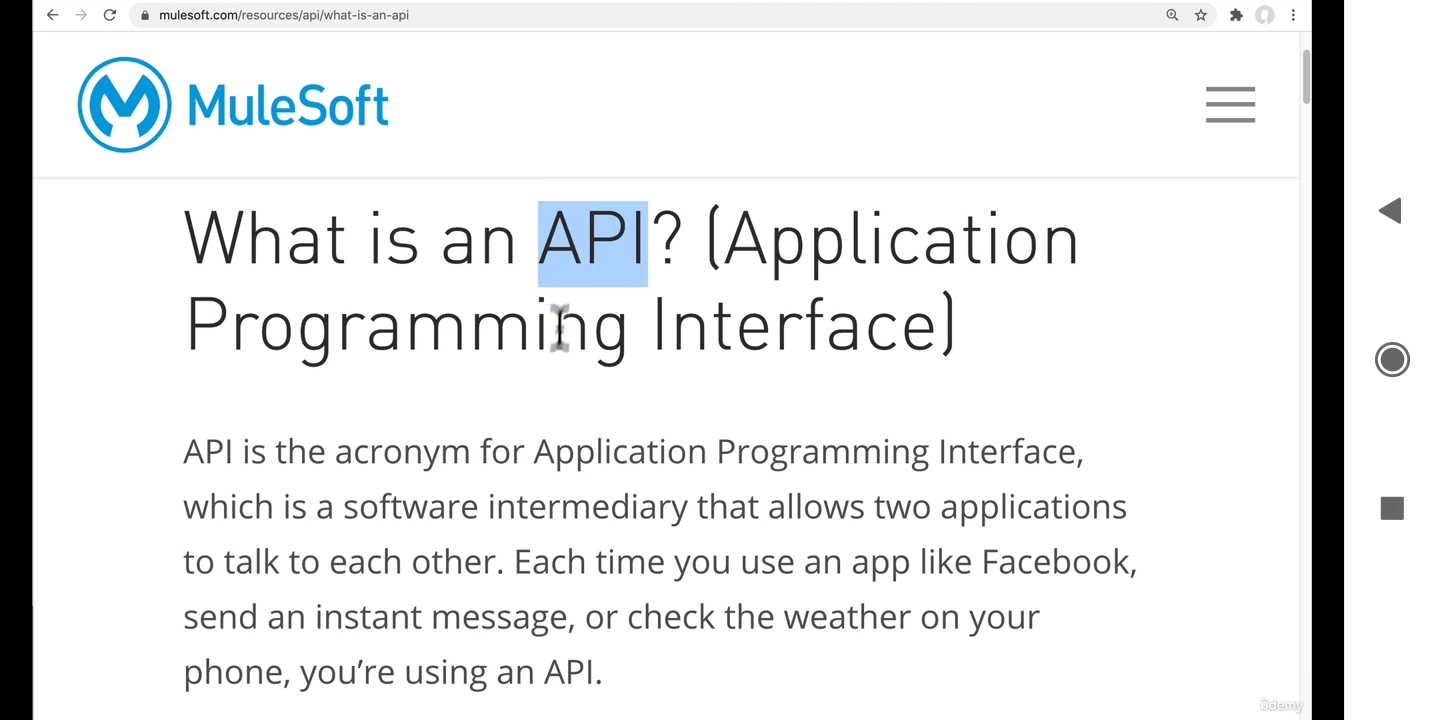 mulesoft.com/resources/api/what-is-an-api
MuleSoft
What is an API? (Application
Programming Interface)
API is the acronym for Application Programming Interface,
which is a software intermediary that allows two applications
to talk to each other. Each time you use an app like Facebook,
send an instant message, or check the weather on your
phone, you’re using an API.
ûdemy